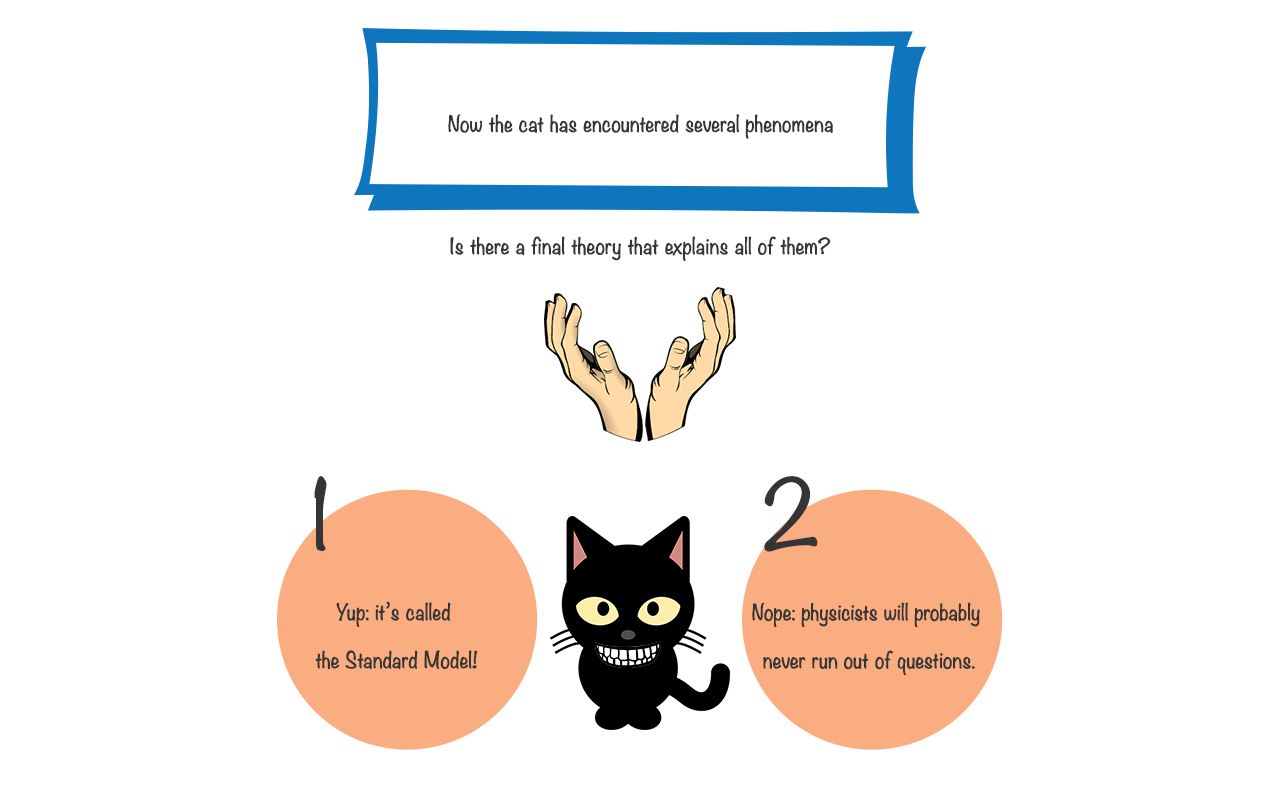 Now the cat has encountered several phenomena
Is there a final theory that explains all of them?
1
Yup: it's called
the Standard Model!
2
Nope: physicists will probably
never run out of questions.